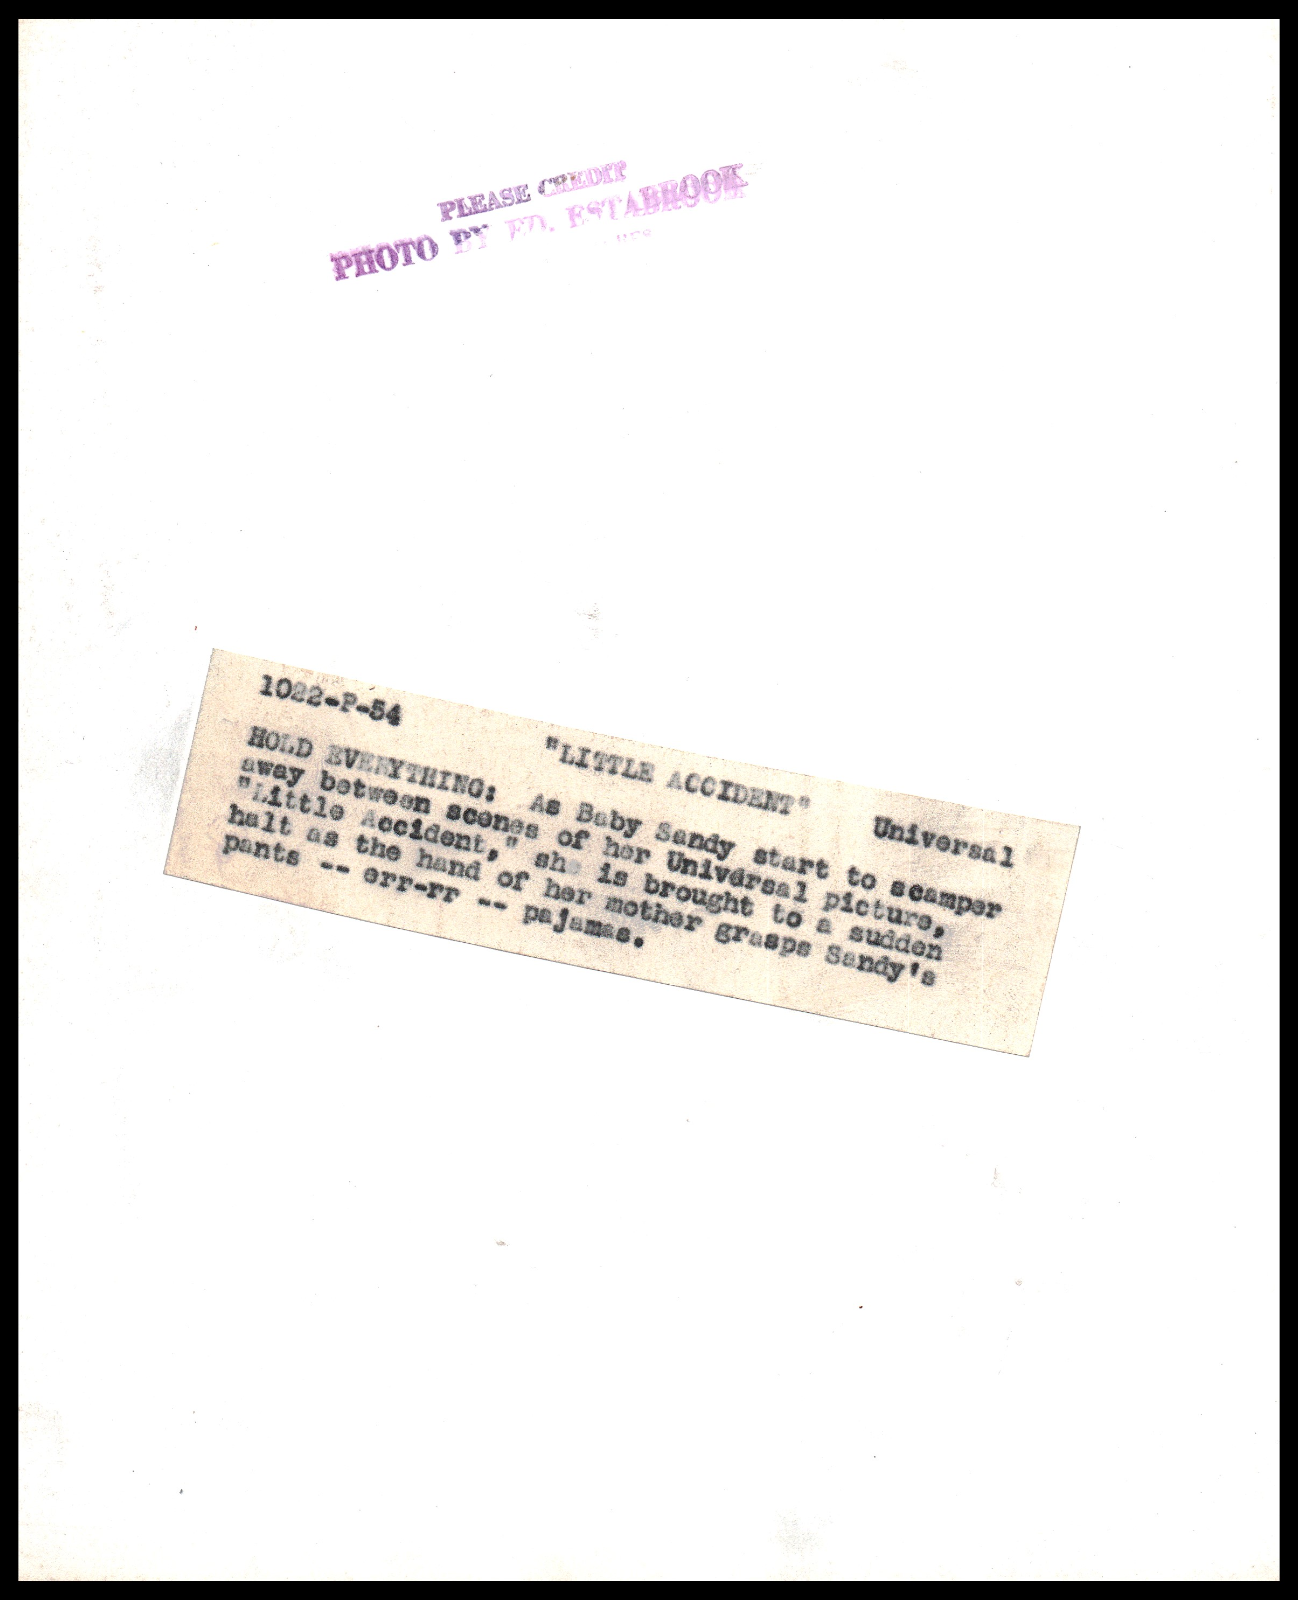 PLEASE CREDIT
PHOTO BY ED. ESTABROOK
1022-P-54
"LITTLE ACCIDENT"
Universal
HOLD EVERYTHING: As Baby Sandy start to scamper
away between scenes of her Universal picture,
"Little Accident," she is brought to a sudden
halt as the hand of her mother grasps Sandy's
pants -- err-rr -- pajamas.